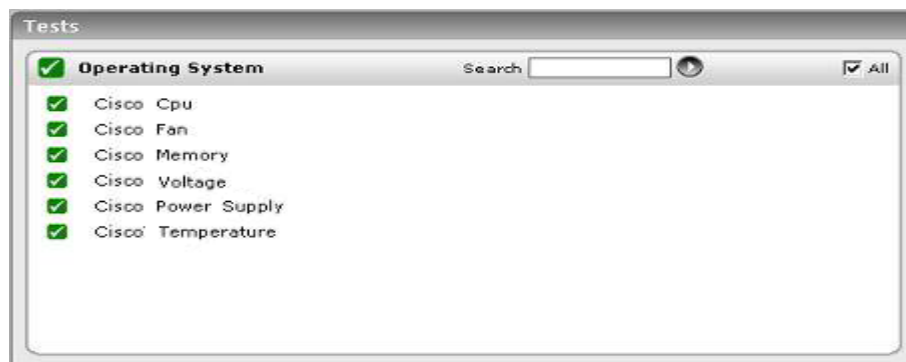 Tests
Operating System Search All
Cisco Cpu
Cisco Fan
Cisco Memory
Cisco Voltage
Cisco Power Supply
Cisco Temperature